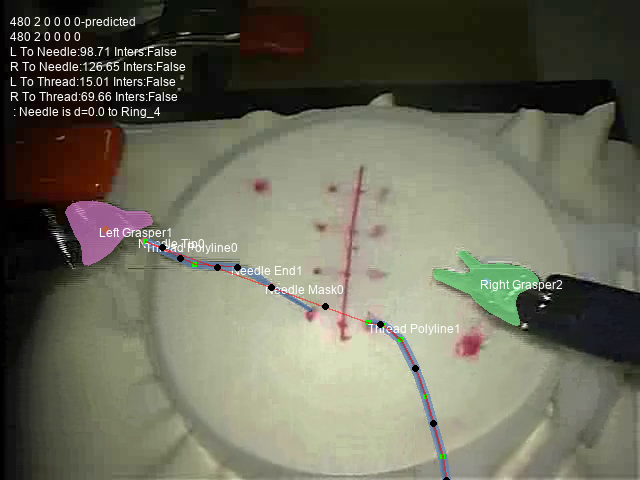 480 2 0 0 0 0-predicted
480 2 0 0 0 0
L To Needle:98.71 Inters:False
R To Needle:126.65 Inters:False
L To Thread:15.01 Inters:False
R To Thread:69.66 Inters:False
: Needle is d=0.0 to Ring_4
Left Grasper1
Needle Tip0
Thread Polyline0
Needle End1
Right Grasper2
Needle Mask0
Thread Polyline1